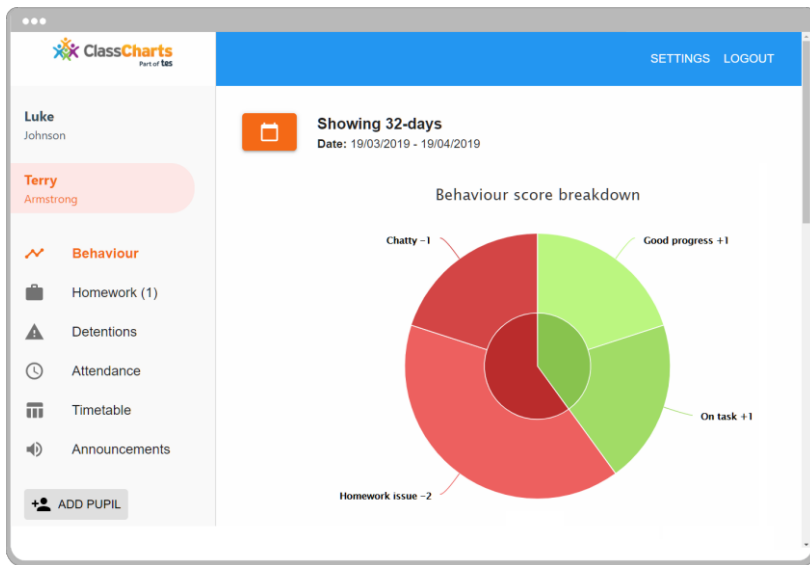 ClassCharts
Part of tes
SETTINGS LOGOUT
Luke
Johnson
Terry
Armstrong
Behaviour
Homework (1)
Detentions
Attendance
Timetable
Announcements
ADD PUPIL
Showing 32-days
Date: 19/03/2019 - 19/04/2019
Behaviour score breakdown
Chatty −1
Good progress +1
On task +1
Homework issue −2